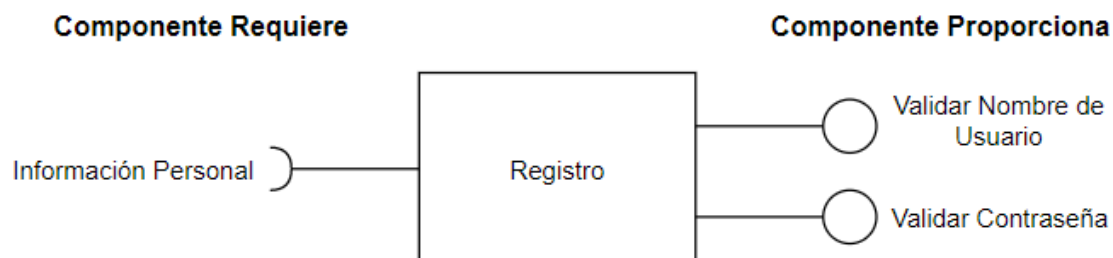 Componente Requiere
Componente Proporciona
Información Personal
Registro
Validar Nombre de
Usuario
Validar Contraseña